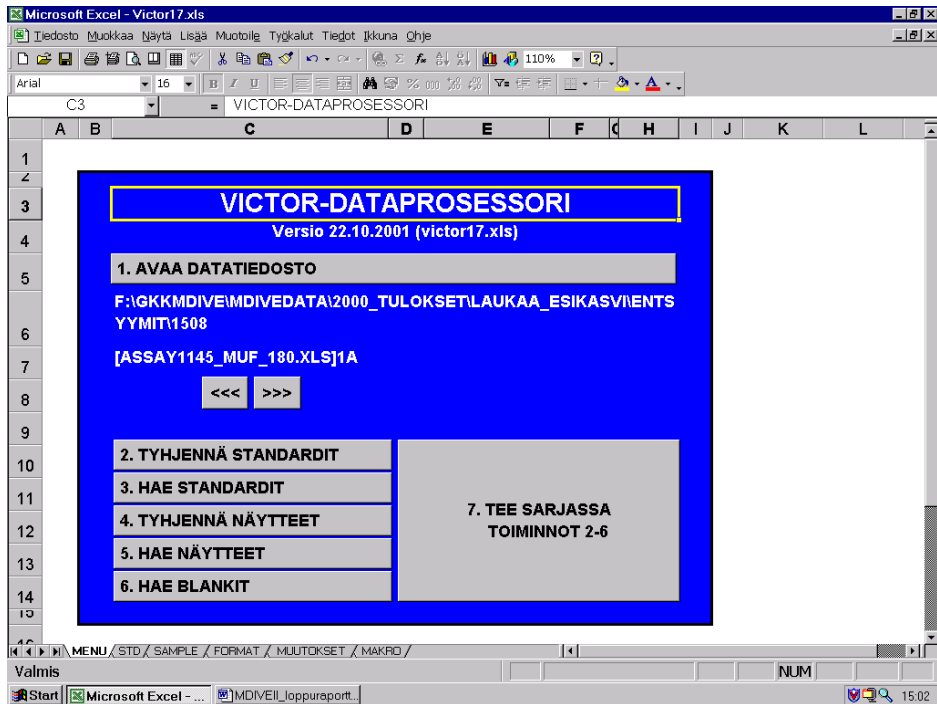 Microsoft Excel - Victor17.xls
Tiedosto Muokkaa Näytä Lisää Muotoile Työkalut Tiedot Ikkuna Ohje
110%
Arial 16 B I U
C3 = VICTOR-DATAPROSESSORI
A B C D E F G H I J K L
1
2
3 VICTOR-DATAPROSESSORI
4 Versio 22.10.2001 (victor17.xls)
5 1. AVAA DATATIEDOSTO
F:\GKKMDIVE\MDIVEDATA\2000_TULOKSET\LAUKAA_ESIKASVI\ENTS
6 YYMIT\1508
7 [ASSAY1145_MUF_180.XLS]1A
8 <<< >>>
9
10 2. TYHJENNÄ STANDARDIT
11 3. HAE STANDARDIT
7. TEE SARJASSA
12 4. TYHJENNÄ NÄYTTEET TOIMINNOT 2-6
13 5. HAE NÄYTTEET
14 6. HAE BLANKIT
15
16
MENU / STD / SAMPLE / FORMAT / MUUTOKSET / MAKRO /
Valmis NUM
Start Microsoft Excel - ... MDIVEII_loppuraportt... 15:02